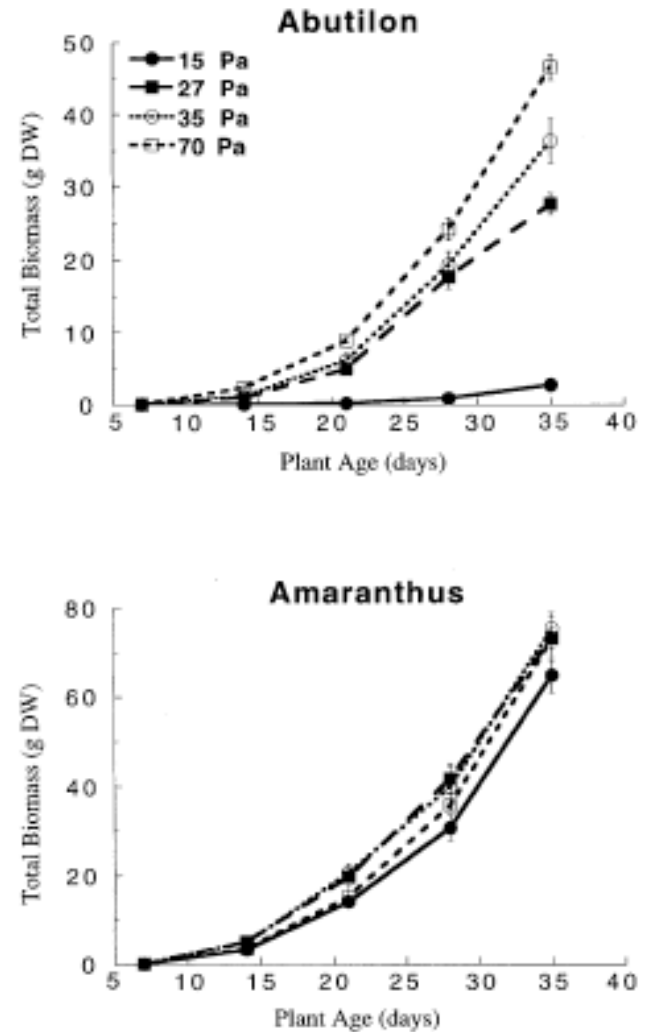 Abutilon
50
40
30
20
10
0
Total Biomass (g DW)
15 Pa
27 Pa
35 Pa
70 Pa
5 10 15 20 25 30 35 40
Plant Age (days)
Amaranthus
80
60
40
20
0
Total Biomass (g DW)
5 10 15 20 25 30 35 40
Plant Age (days)